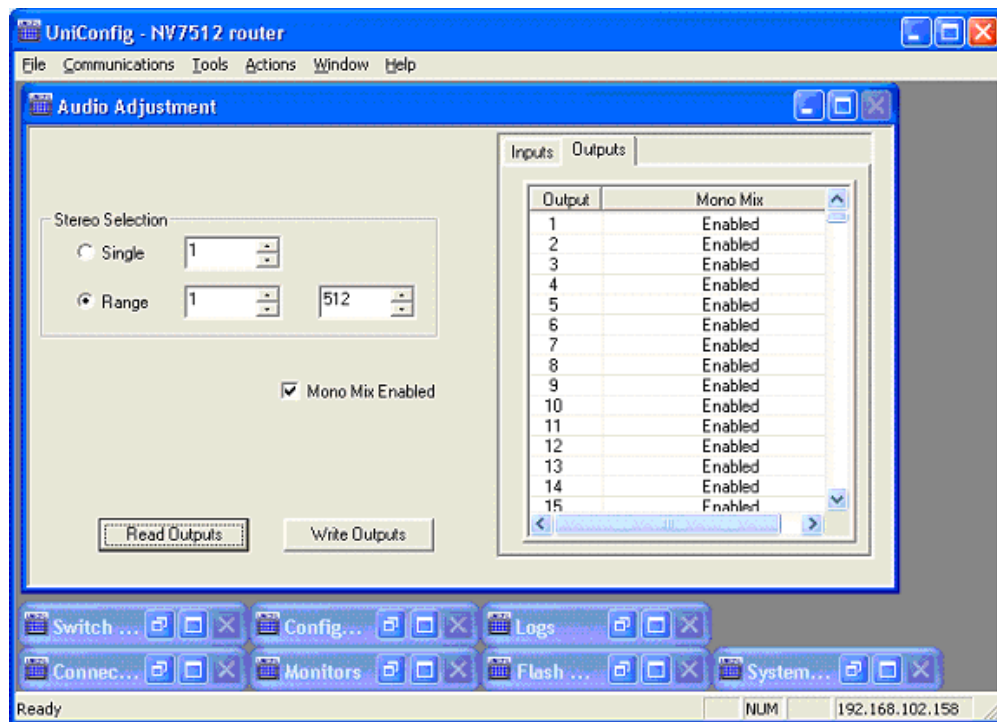 UniConfig - NV7512 router
File Communications Tools Actions Window Help
Audio Adjustment
Inputs Outputs
Stereo Selection
Single 1
Range 1 512
Mono Mix Enabled
Read Outputs Write Outputs
Output Mono Mix
1 Enabled
2 Enabled
3 Enabled
4 Enabled
5 Enabled
6 Enabled
7 Enabled
8 Enabled
9 Enabled
10 Enabled
11 Enabled
12 Enabled
13 Enabled
14 Enabled
15 Enabled
Switch ... Config... Logs
Connec... Monitors Flash ... System...
Ready NUM 192.168.102.158